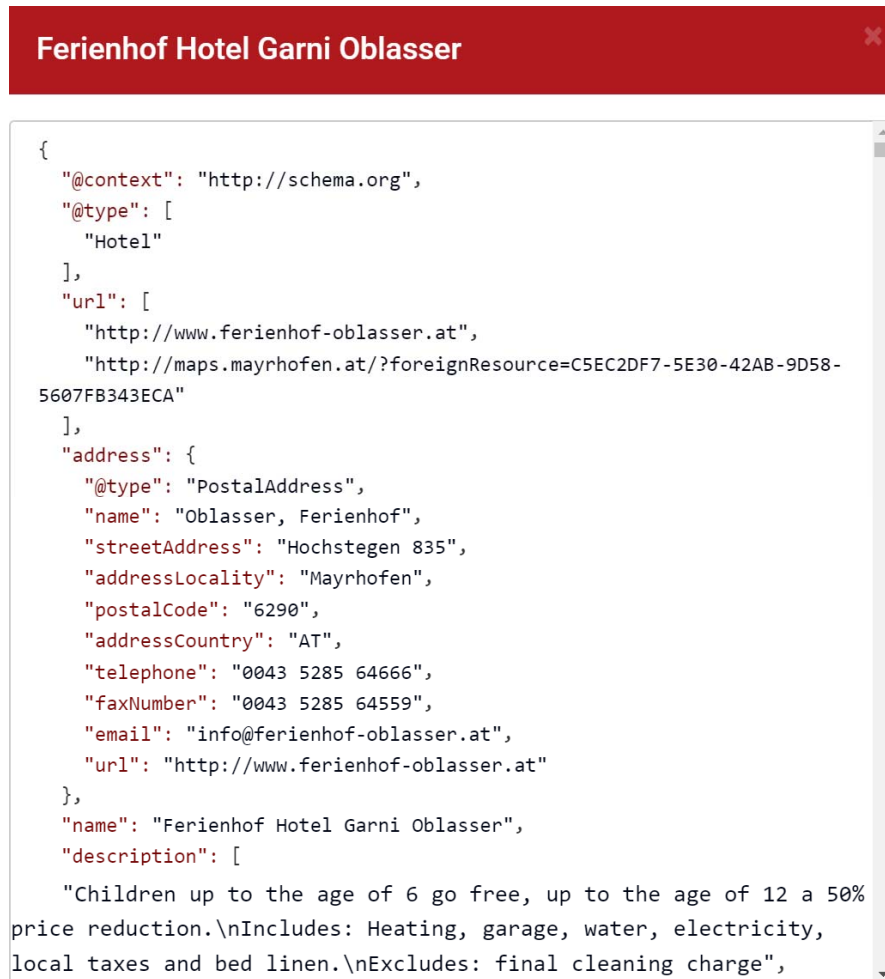 Ferienhof Hotel Garni Oblasser
{
"@context": "http://schema.org",
"@type": [
"Hotel"
],
"url": [
"http://www.ferienhof-oblasser.at",
"http://maps.mayrhofen.at/?foreignResource=C5EC2DF7-5E30-42AB-9D58-
5607FB343ECA"
],
"address": {
"@type": "PostalAddress",
"name": "Oblasser, Ferienhof",
"streetAddress": "Hochstegen 835",
"addressLocality": "Mayrhofen",
"postalCode": "6290",
"addressCountry": "AT",
"telephone": "0043 5285 64666",
"faxNumber": "0043 5285 64559",
"email": "info@ferienhof-oblasser.at",
"url": "http://www.ferienhof-oblasser.at"
},
"name": "Ferienhof Hotel Garni Oblasser",
"description": [
"Children up to the age of 6 go free, up to the age of 12 a 50%
price reduction.\nIncludes: Heating, garage, water, electricity,
local taxes and bed linen.\nExcludes: final cleaning charge",